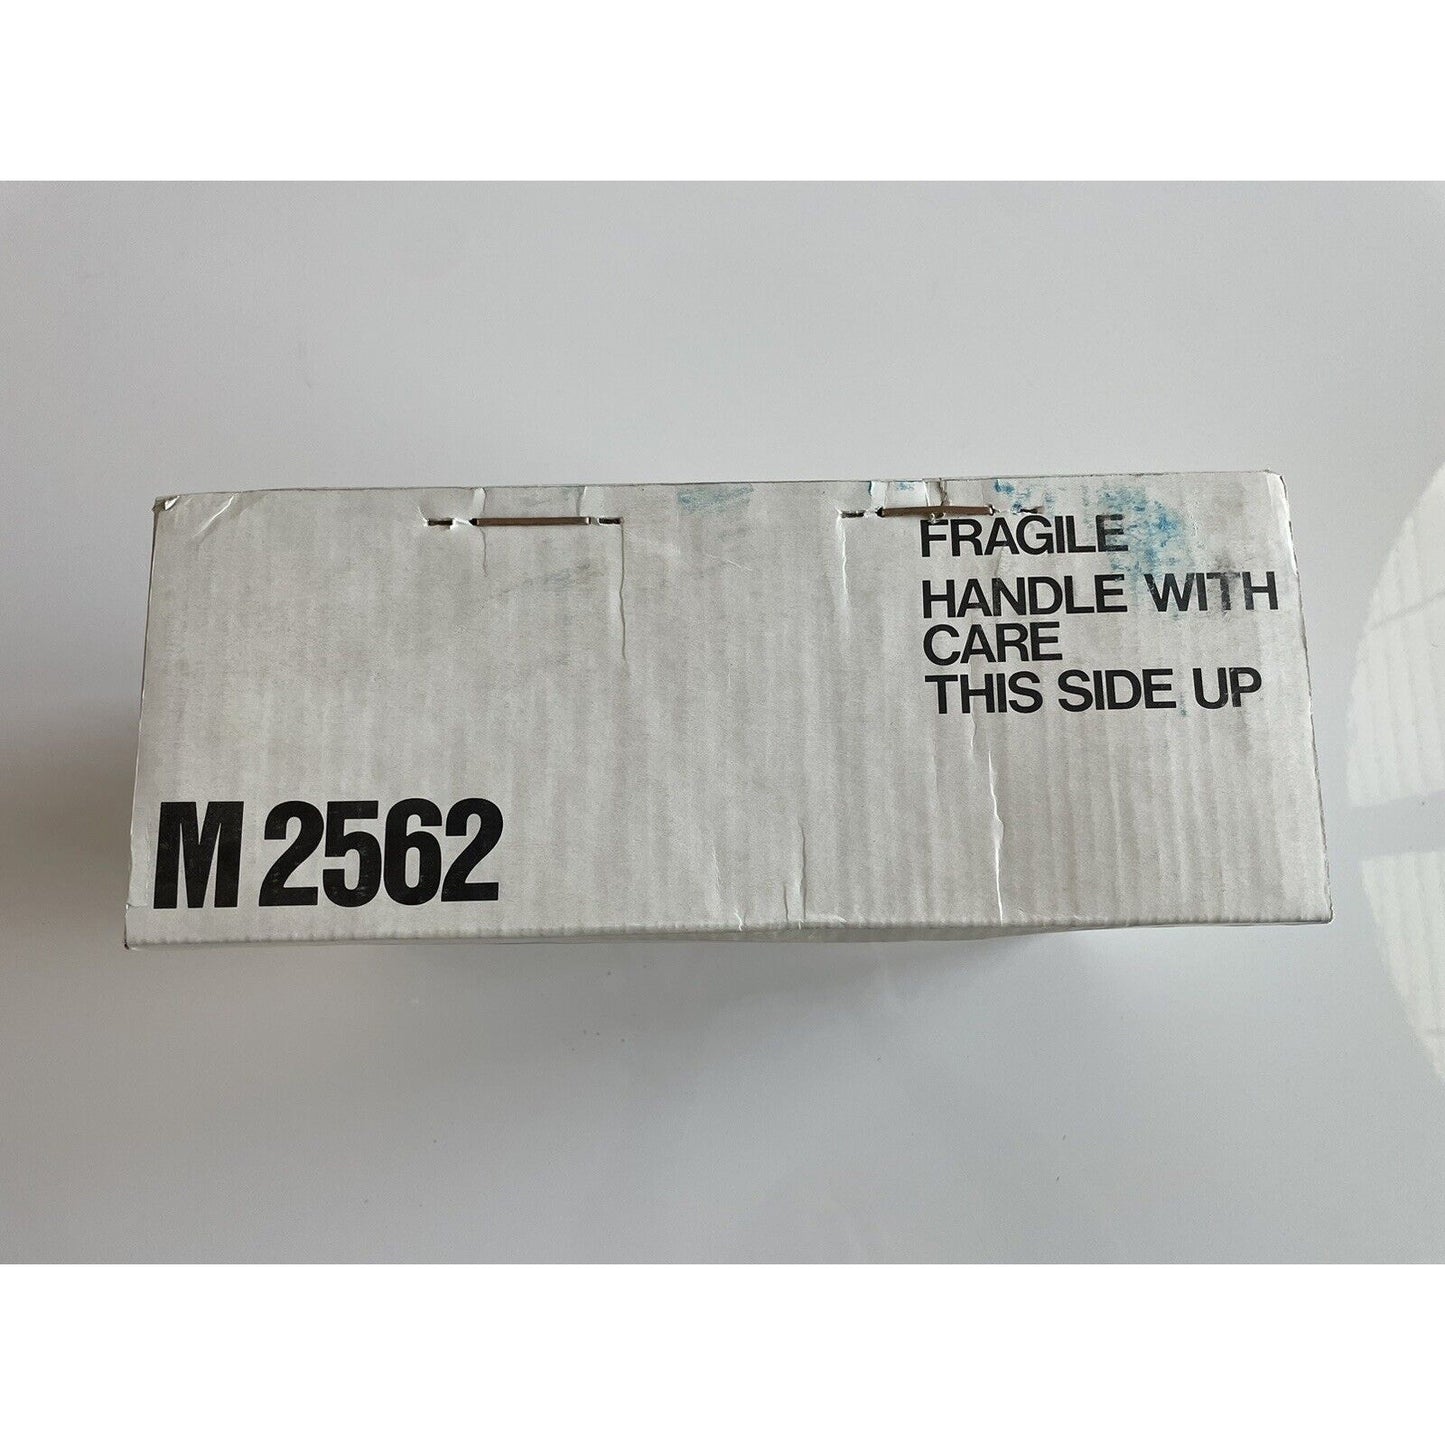 FRAGILE
HANDLE WITH
CARE
THIS SIDE UP
M 2562